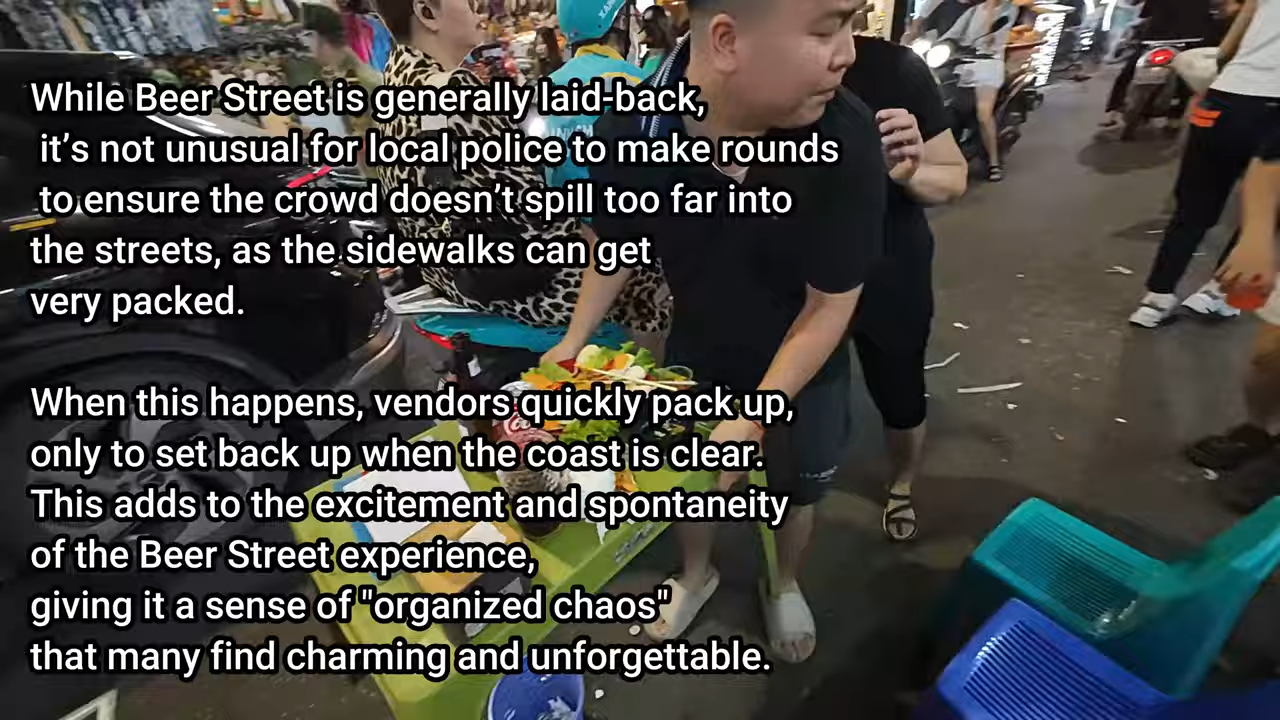 While Beer Street is generally laid-back,
it’s not unusual for local police to make rounds
to ensure the crowd doesn’t spill too far into
the streets, as the sidewalks can get
very packed.
When this happens, vendors quickly pack up,
only to set back up when the coast is clear.
This adds to the excitement and spontaneity
of the Beer Street experience,
giving it a sense of "organized chaos"
that many find charming and unforgettable.